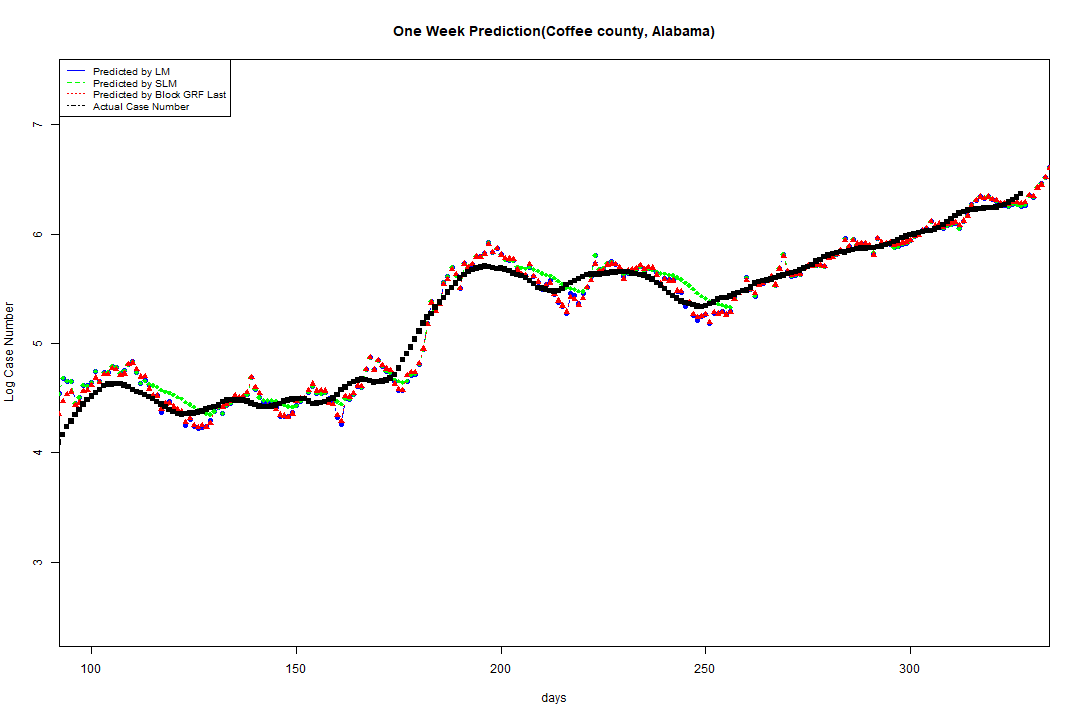 One Week Prediction(Coffee county, Alabama)
Predicted by LM
Predicted by SLM
Predicted by Block GRF Last
Actual Case Number
7
6
5
4
3
Log Case Number
100 150 200 250 300
days